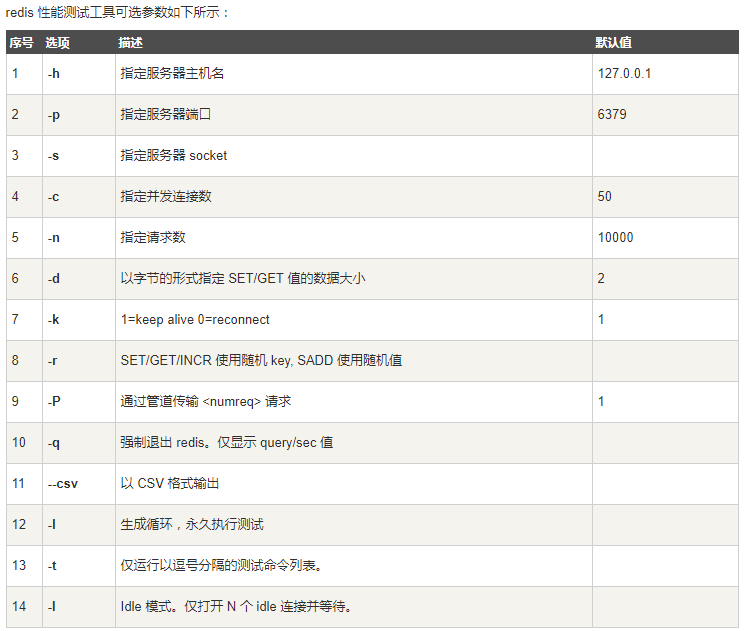 redis 性能测试工具可选参数如下所示：
序号 选项 描述 默认值
1 -h 指定服务器主机名 127.0.0.1
2 -p 指定服务器端口 6379
3 -s 指定服务器 socket
4 -c 指定并发连接数 50
5 -n 指定请求数 10000
6 -d 以字节的形式指定 SET/GET 值的数据大小 2
7 -k 1=keep alive 0=reconnect 1
8 -r SET/GET/INCR 使用随机 key, SADD 使用随机值
9 -P 通过管道传输 <numreq> 请求 1
10 -q 强制退出 redis。仅显示 query/sec 值
11 --csv 以 CSV 格式输出
12 -l 生成循环，永久执行测试
13 -t 仅运行以逗号分隔的测试命令列表。
14 -I Idle 模式。仅打开 N 个 idle 连接并等待。